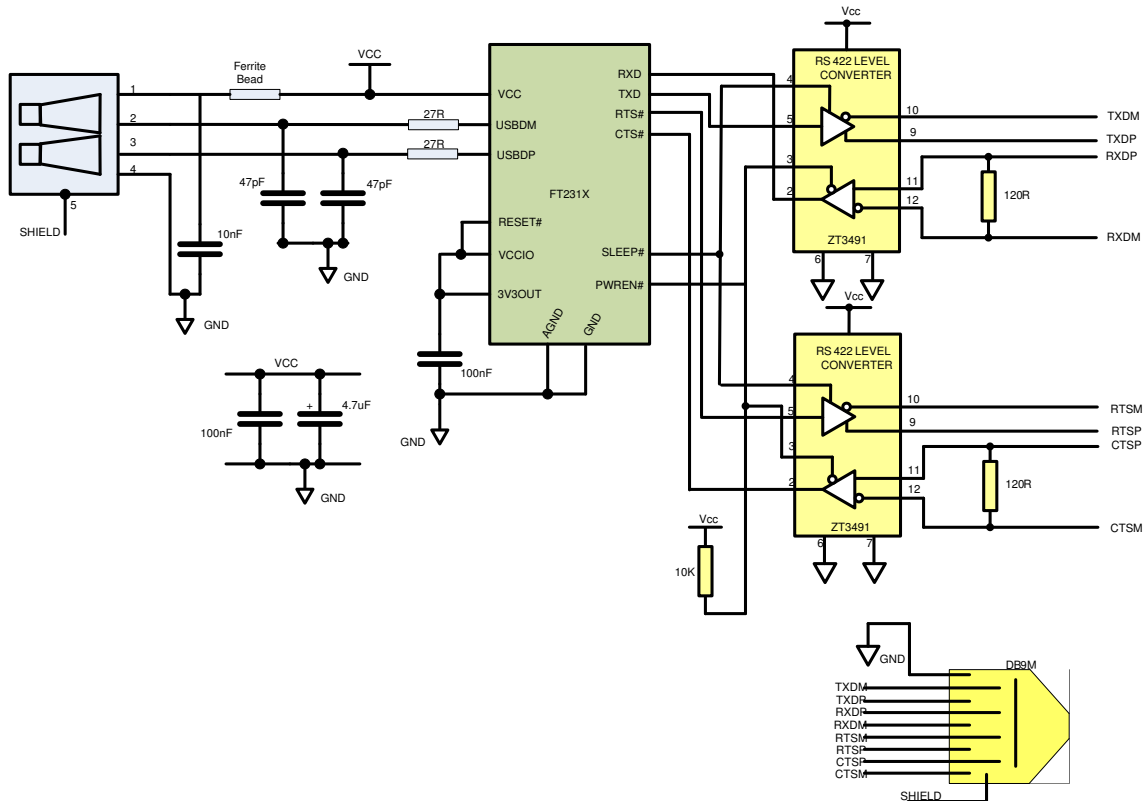 Vcc
VCC
Ferrite
Bead
1
2
3
4
5
SHIELD
27R
27R
47pF
47pF
10nF
GND
GND
VCC
USBDM
USBDP
RESET#
VCCIO
3V3OUT
FT231X
AGND
GND
RXD
TXD
RTS#
CTS#
SLEEP#
PWREN#
100nF
GND
VCC
100nF
+
4.7uF
GND
RS422 LEVEL
CONVERTER
4
5
3
2
10
9
11
12
ZT3491
6
7
120R
TXDM
TXDP
RXDP
RXDM
Vcc
RS422 LEVEL
CONVERTER
4
5
3
2
10
9
11
12
ZT3491
6
7
120R
RTSM
RTSP
CTSP
CTSM
Vcc
10K
GND
DB9M
TXDM
TXDP
RXDP
RXDM
RTSM
RTSP
CTSP
CTSM
SHIELD